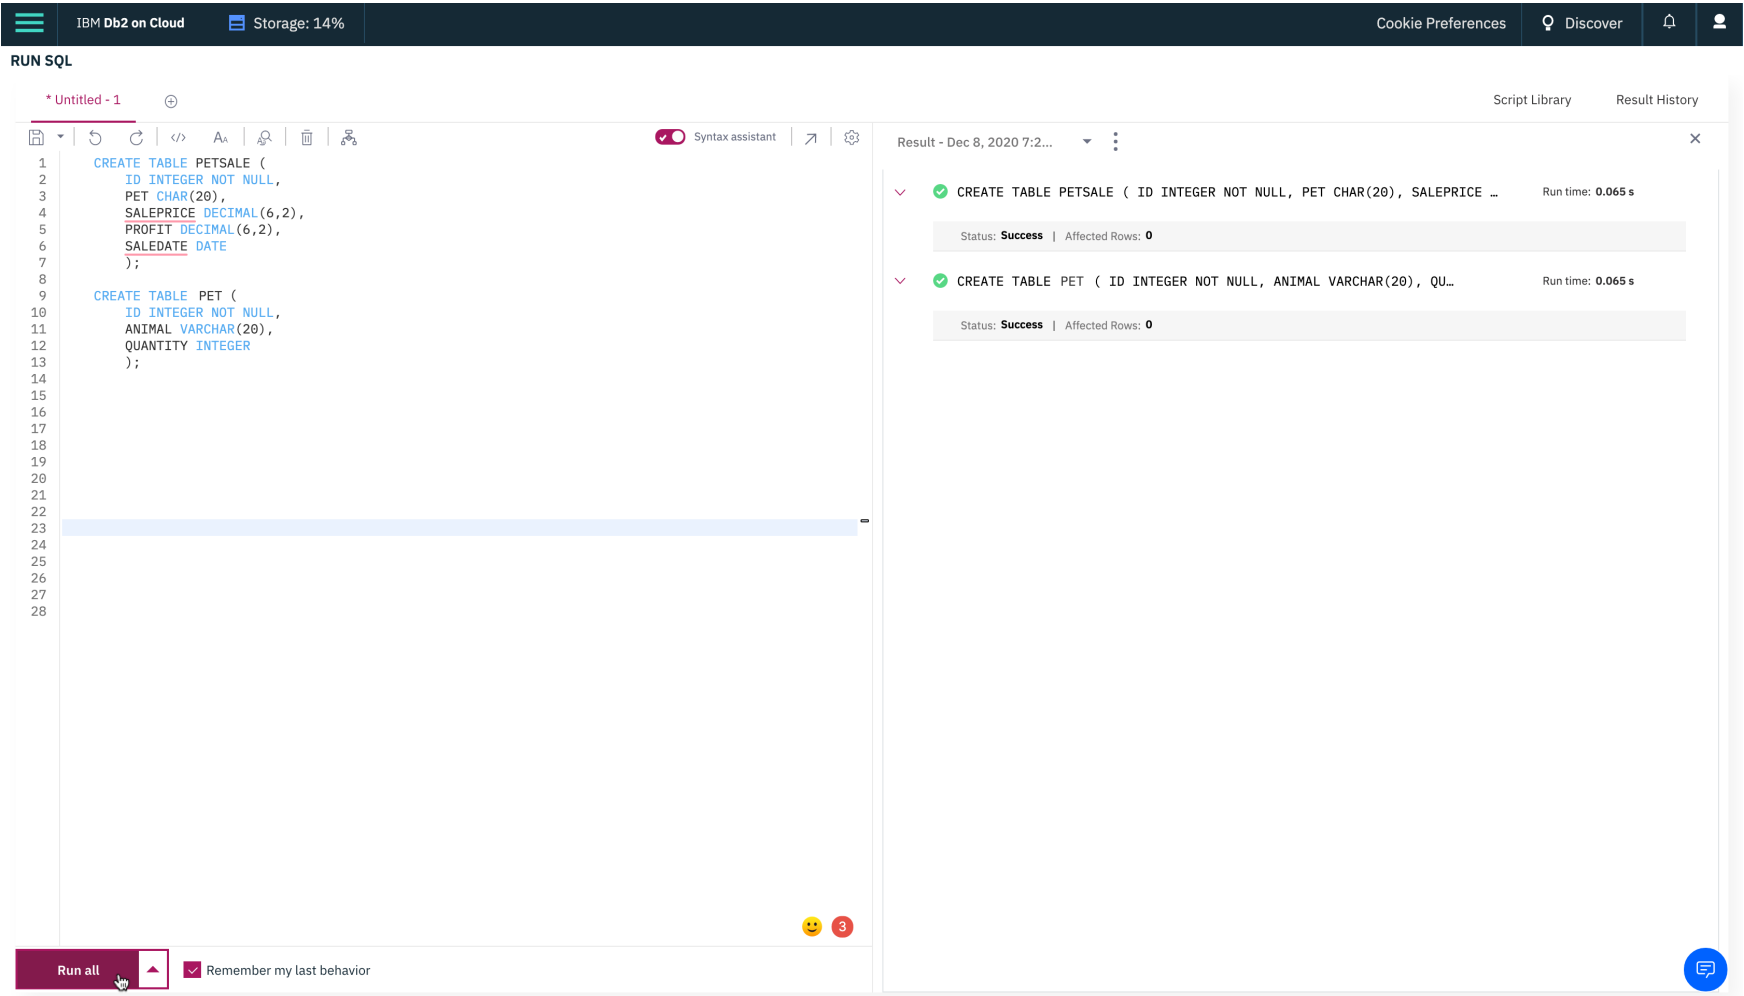 IBM Db2 on Cloud Storage: 14% Cookie Preferences Discover
RUN SQL
* Untitled - 1 Script Library Result History
</> AA Syntax assistant Result - Dec 8, 2020 7:2...
1 CREATE TABLE PETSALE (
2 ID INTEGER NOT NULL,
3 PET CHAR(20),
4 SALEPRICE DECIMAL(6,2),
5 PROFIT DECIMAL(6,2),
6 SALEDATE DATE
7 );
8
9 CREATE TABLE PET (
10 ID INTEGER NOT NULL,
11 ANIMAL VARCHAR(20),
12 QUANTITY INTEGER
13 );
14
15
16
17
18
19
20
21
22
23
24
25
26
27
28
CREATE TABLE PETSALE ( ID INTEGER NOT NULL, PET CHAR(20), SALEPRICE ... Run time: 0.065 s
Status: Success | Affected Rows: 0
CREATE TABLE PET ( ID INTEGER NOT NULL, ANIMAL VARCHAR(20), QU... Run time: 0.065 s
Status: Success | Affected Rows: 0
3
Run all Remember my last behavior